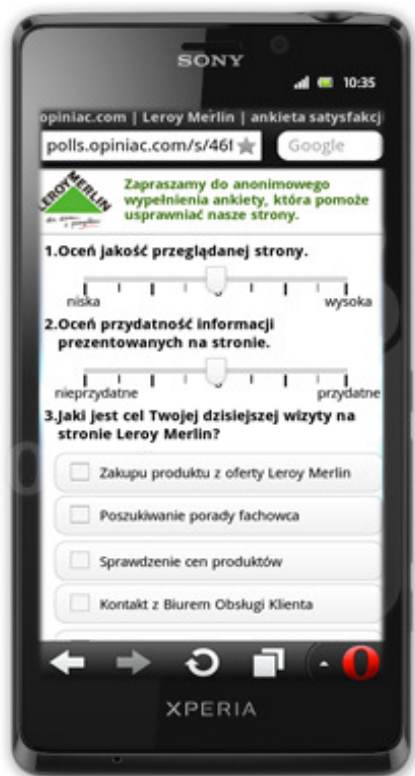 SONY
10:35
opiniac.com | Leroy Merlin | ankieta satysfakcj
polls.opiniac.com/s/46l
Google
LEROY MERLIN
Zapraszamy do anonimowego
wypełnienia ankiety, która pomoże
usprawniać nasze strony.
1.Oceń jakość przeglądanej strony.
niska
wysoka
2.Oceń przydatność informacji
prezentowanych na stronie.
nieprzydatne
przydatne
3.Jaki jest cel Twojej dzisiejszej wizyty na
stronie Leroy Merlin?
Zakupu produktu z oferty Leroy Merlin
Poszukiwanie porady fachowca
Sprawdzenie cen produktów
Kontakt z Biurem Obsługi Klienta
XPERIA